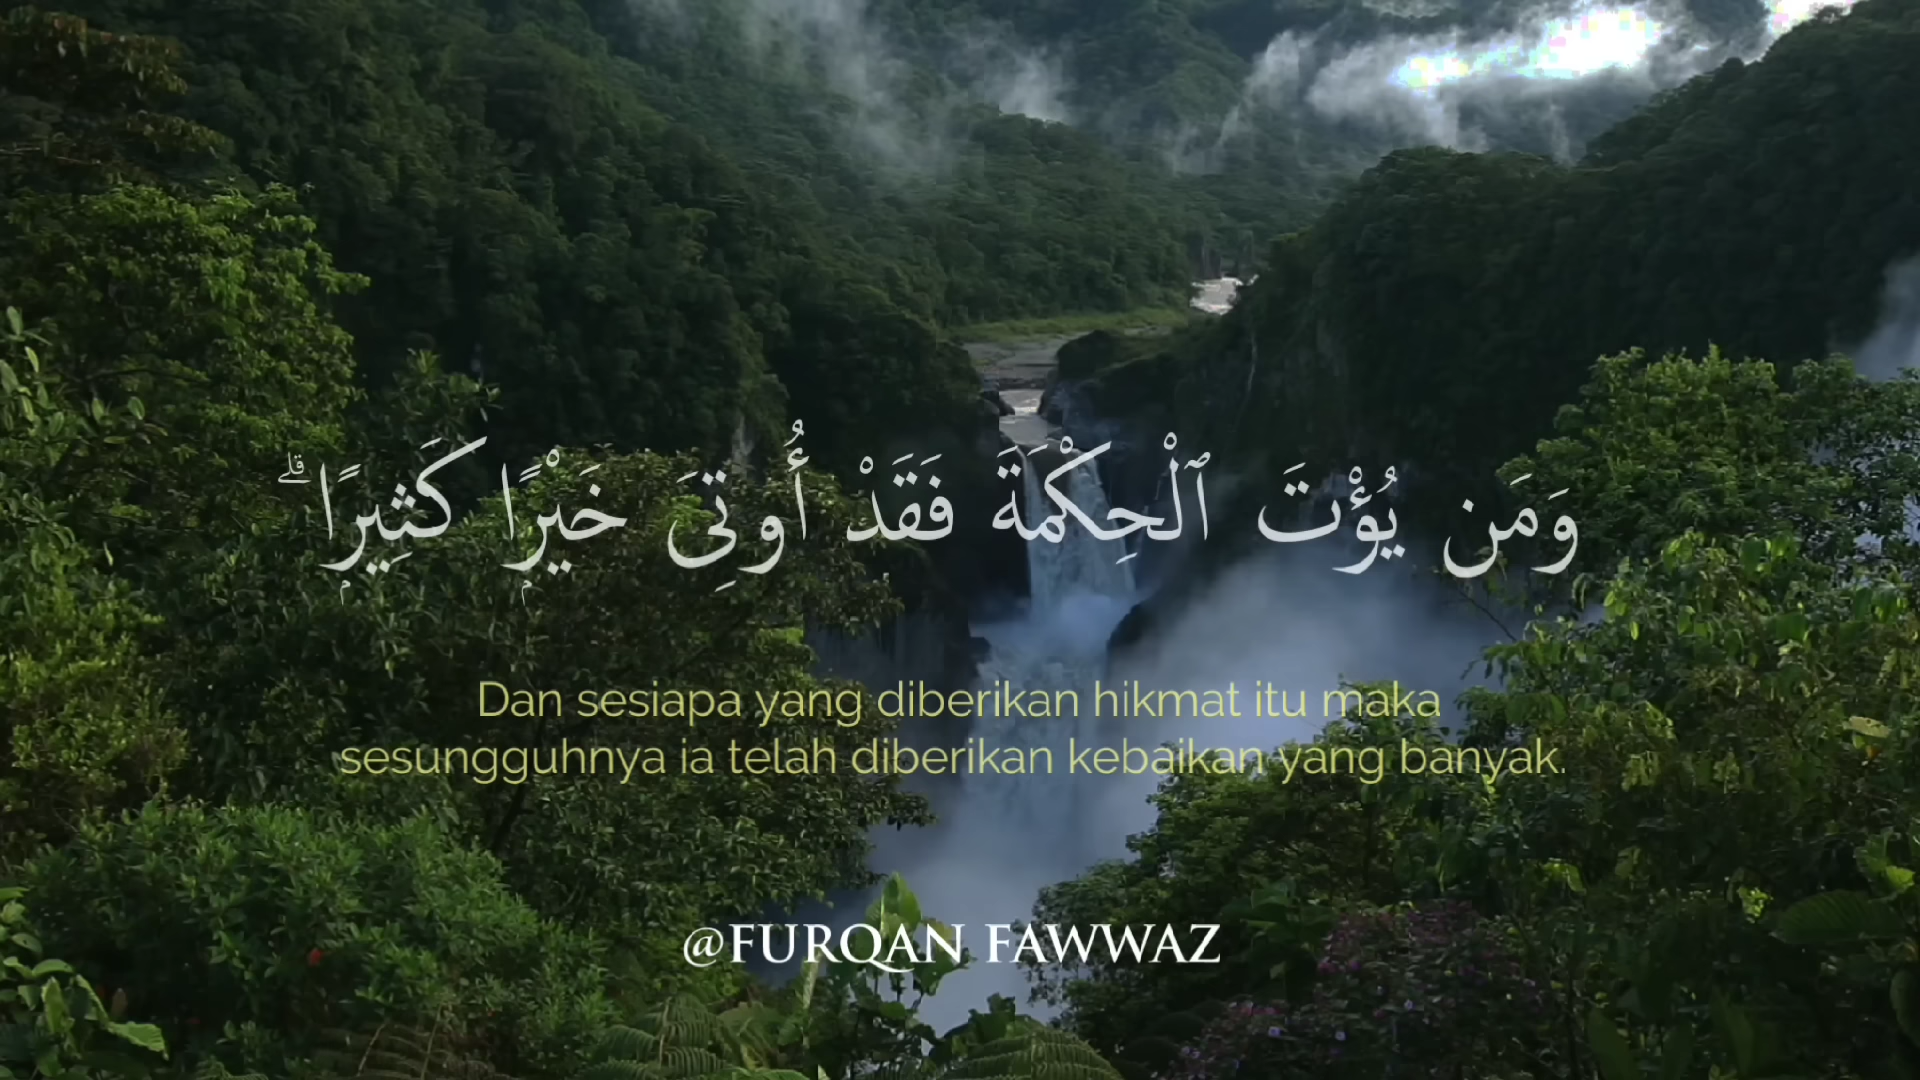 وَمَن يُؤْتَ ٱلْحِكْمَةَ فَقَدْ أُوتِىَ خَيْرًۭا كَثِيرًۭا ۗ
Dan sesiapa yang diberikan hikmat itu maka
sesungguhnya ia telah diberikan kebaikan yang banyak.
@FURQAN FAWWAZ